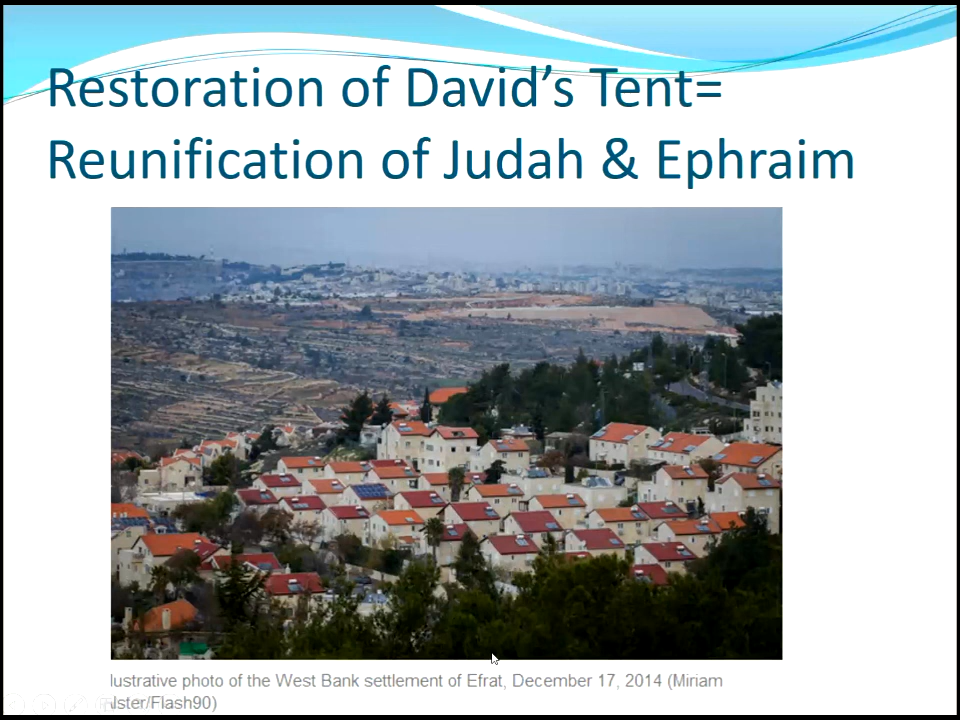 Restoration of David's Tent=
Reunification of Judah & Ephraim
lustrative photo of the West Bank settlement of Efrat, December 17, 2014 (Miriam
lster/Flash90)